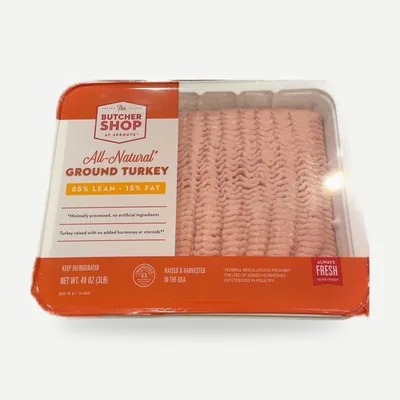 The
BUTCHER
SHOP
AT SPROUTS
All-Natural*
GROUND TURKEY
85% LEAN - 15% FAT
*Minimally processed, no artificial ingredients
Turkey raised with no added hormones or steroids**
KEEP REFRIGERATED
NET WT. 48 OZ (3LB)
RAISED & HARVESTED
IN THE USA
*FEDERAL REGULATIONS PROHIBIT
THE USE OF ADDED HORMONES
OR STEROIDS IN POULTRY.
ALWAYS
FRESH
NEVER FROZEN